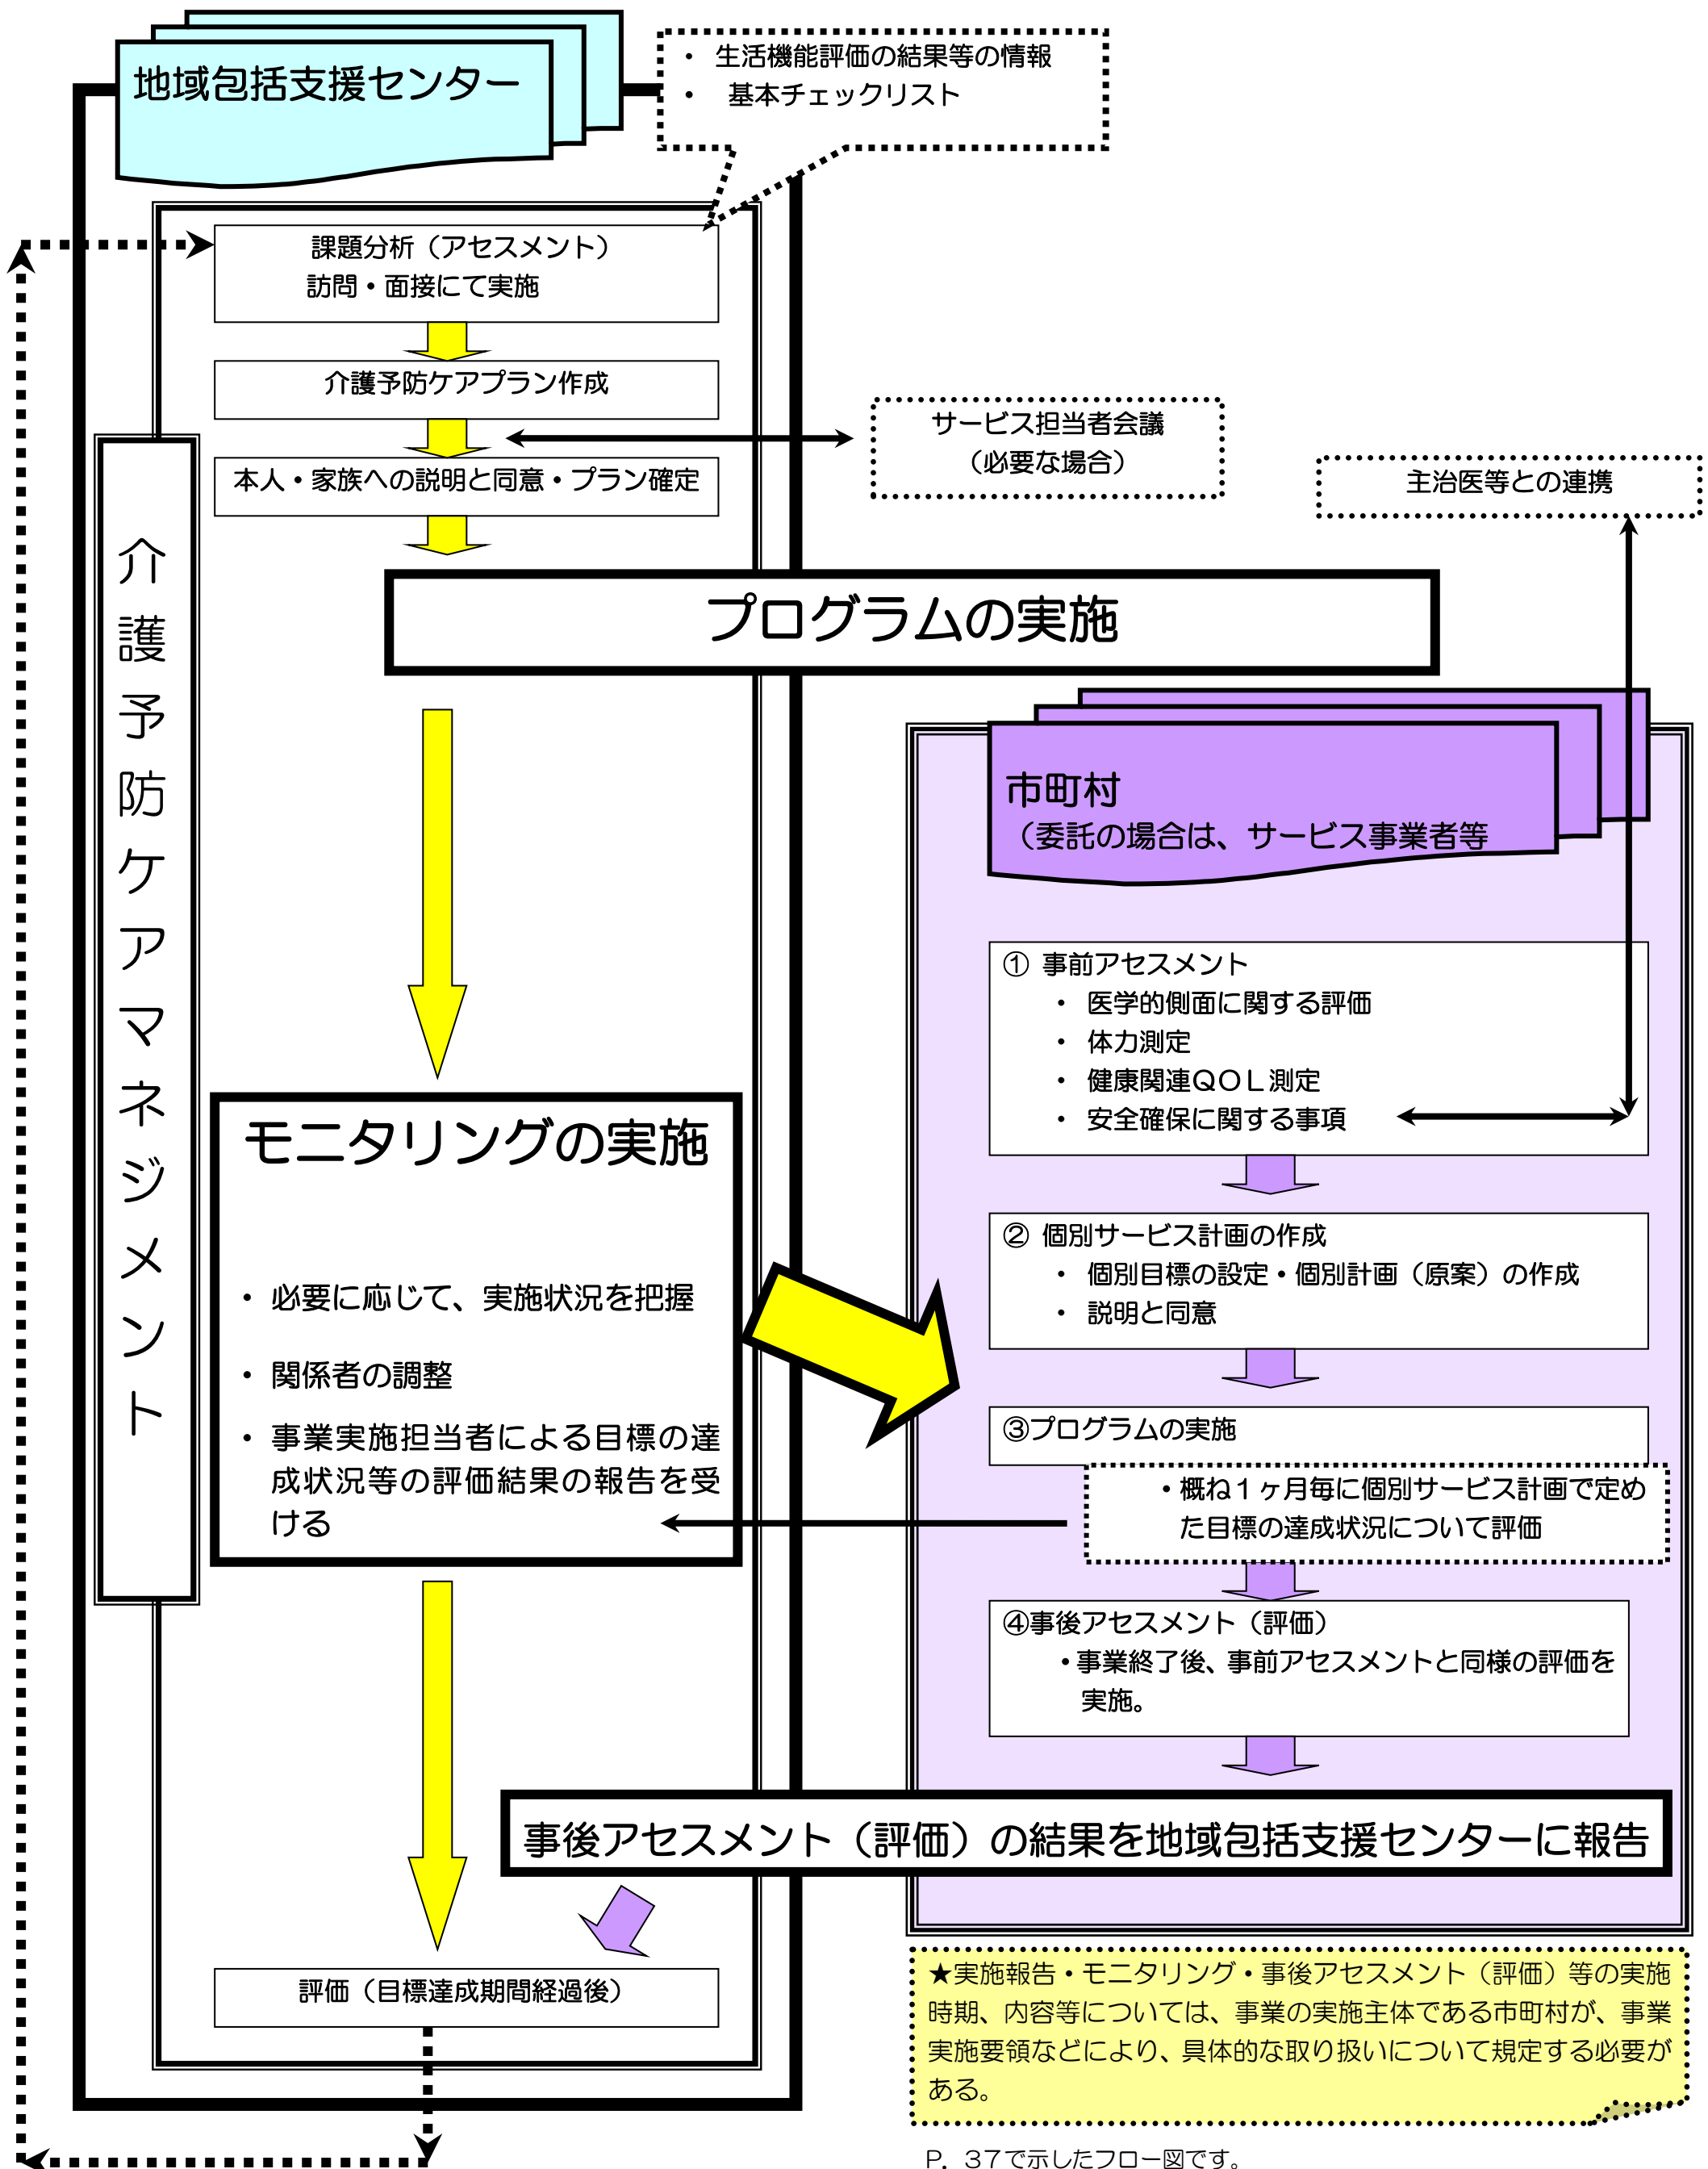 地域包括支援センター
・ 生活機能評価の結果等の情報
・ 基本チェックリスト
課題分析（アセスメント）
訪問・面接にて実施
介護予防ケアプラン作成
サービス担当者会議
（必要な場合）
本人・家族への説明と同意・プラン確定
主治医等との連携
介護予防ケアマネジメント
プログラムの実施
市町村
（委託の場合は、サービス事業者等
① 事前アセスメント
・ 医学的側面に関する評価
・ 体力測定
・ 健康関連ＱＯＬ測定
・ 安全確保に関する事項
モニタリングの実施
・ 必要に応じて、実施状況を把握
・ 関係者の調整
・ 事業実施担当者による目標の達
成状況等の評価結果の報告を受
ける
② 個別サービス計画の作成
・ 個別目標の設定・個別計画（原案）の作成
・ 説明と同意
③プログラムの実施
・概ね１ヶ月毎に個別サービス計画で定め
た目標の達成状況について評価
④事後アセスメント（評価）
・事業終了後、事前アセスメントと同様の評価を
実施。
事後アセスメント（評価）の結果を地域包括支援センターに報告
評価（目標達成期間経過後）
★実施報告・モニタリング・事後アセスメント（評価）等の実施
時期、内容等については、事業の実施主体である市町村が、事業
実施要領などにより、具体的な取り扱いについて規定する必要が
ある。
Ｐ．３７で示したフロー図です。